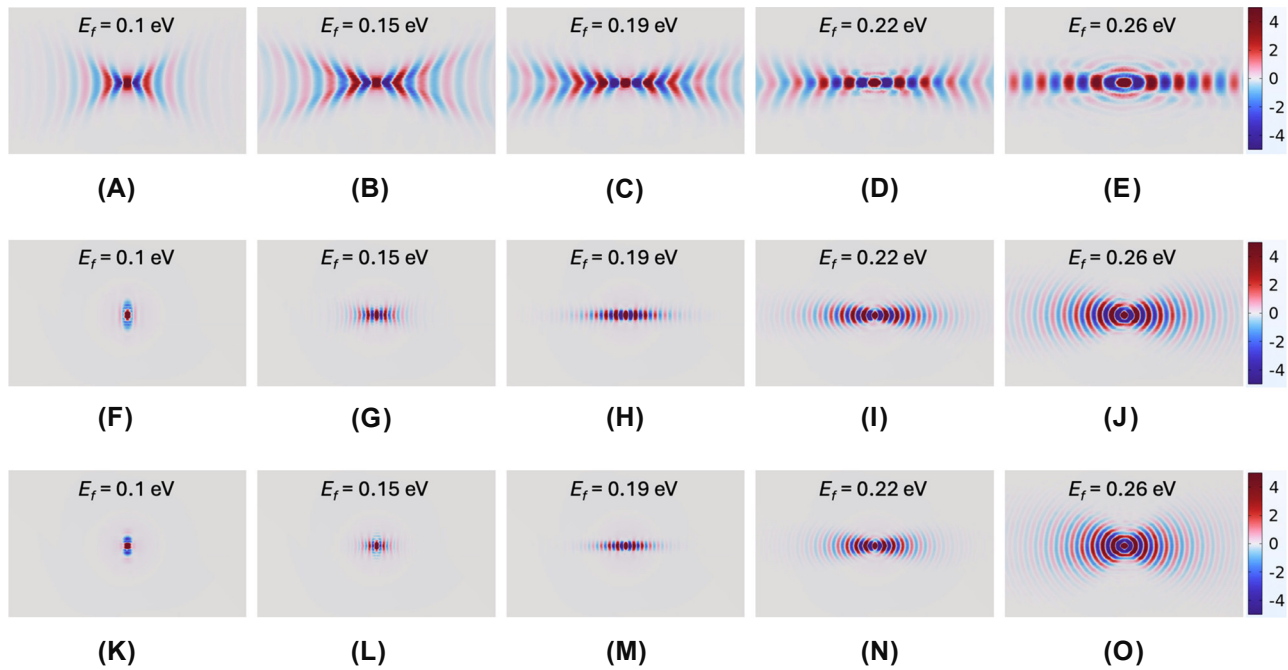 E_f = 0.1 eV E_f = 0.15 eV E_f = 0.19 eV E_f = 0.22 eV E_f = 0.26 eV
4
2
0
-2
-4
(A) (B) (C) (D) (E)
E_f = 0.1 eV E_f = 0.15 eV E_f = 0.19 eV E_f = 0.22 eV E_f = 0.26 eV
4
2
0
-2
-4
(F) (G) (H) (I) (J)
E_f = 0.1 eV E_f = 0.15 eV E_f = 0.19 eV E_f = 0.22 eV E_f = 0.26 eV
4
2
0
-2
-4
(K) (L) (M) (N) (O)